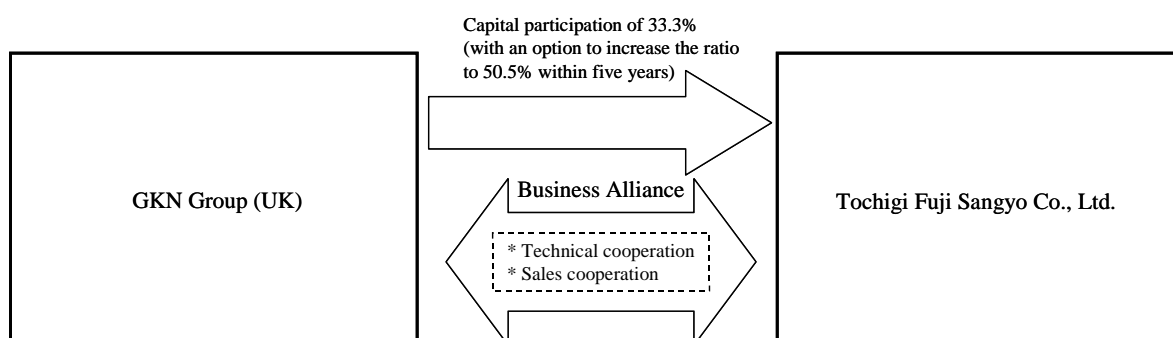 Capital participation of 33.3%
(with an option to increase the ratio
to 50.5% within five years)
GKN Group (UK)
Business Alliance
* Technical cooperation
* Sales cooperation
Tochigi Fuji Sangyo Co., Ltd.